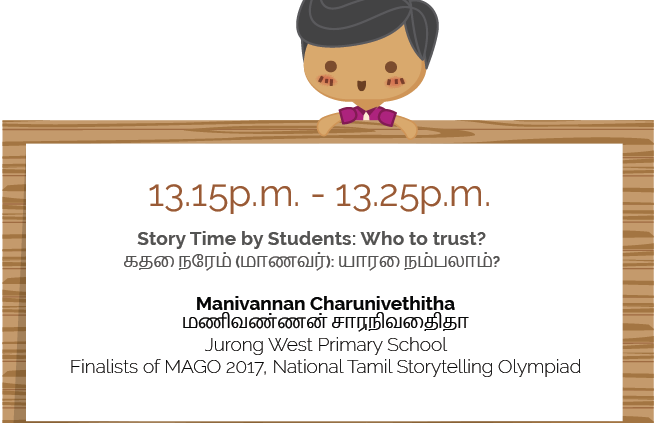 13.15p.m. - 13.25p.m.
Story Time by Students: Who to trust?
கதை நேரம் (மாணவர்): யாரை நம்பலாம்?
Manivannan Charunivethitha
மணிவண்ணன் சாருநிவேதிதா
Jurong West Primary School
Finalists of MAGO 2017, National Tamil Storytelling Olympiad